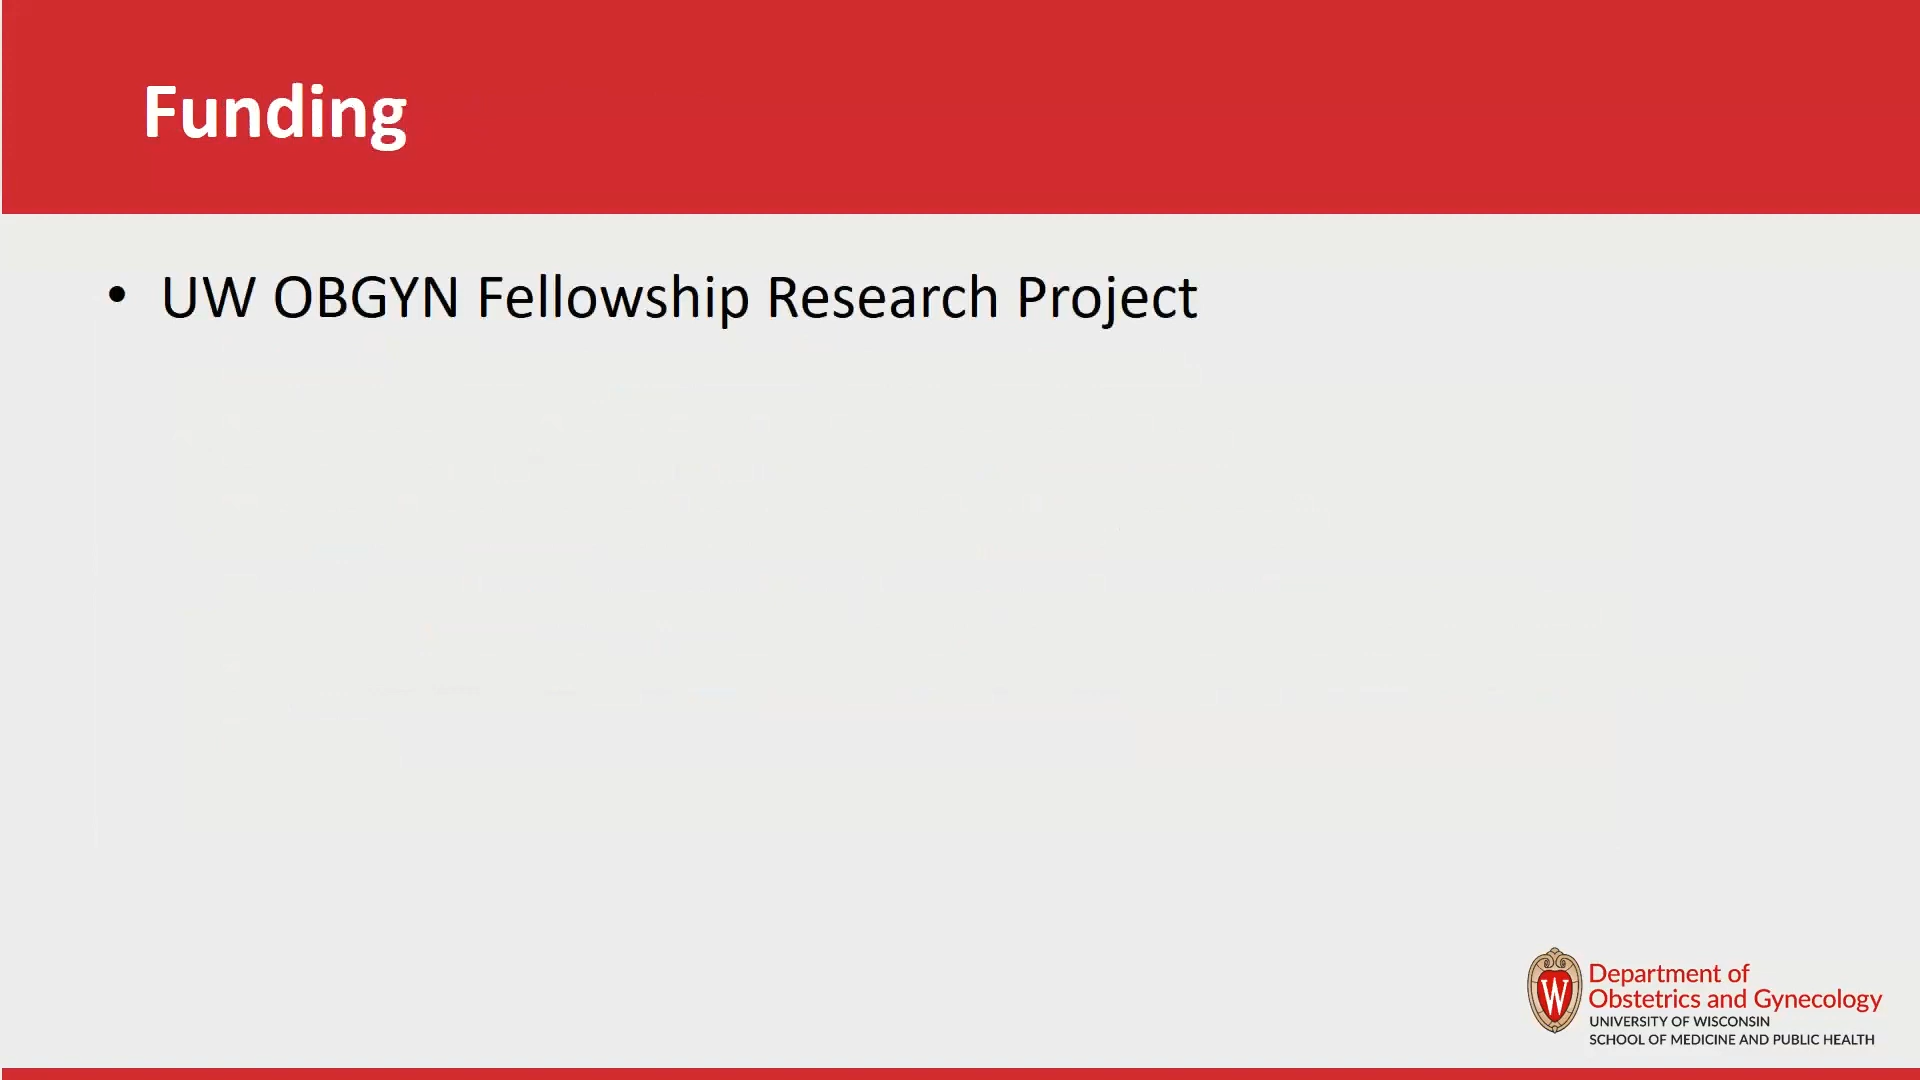 Funding
• UW OBGYN Fellowship Research Project
W
Department of
Obstetrics and Gynecology
UNIVERSITY OF WISCONSIN
SCHOOL OF MEDICINE AND PUBLIC HEALTH